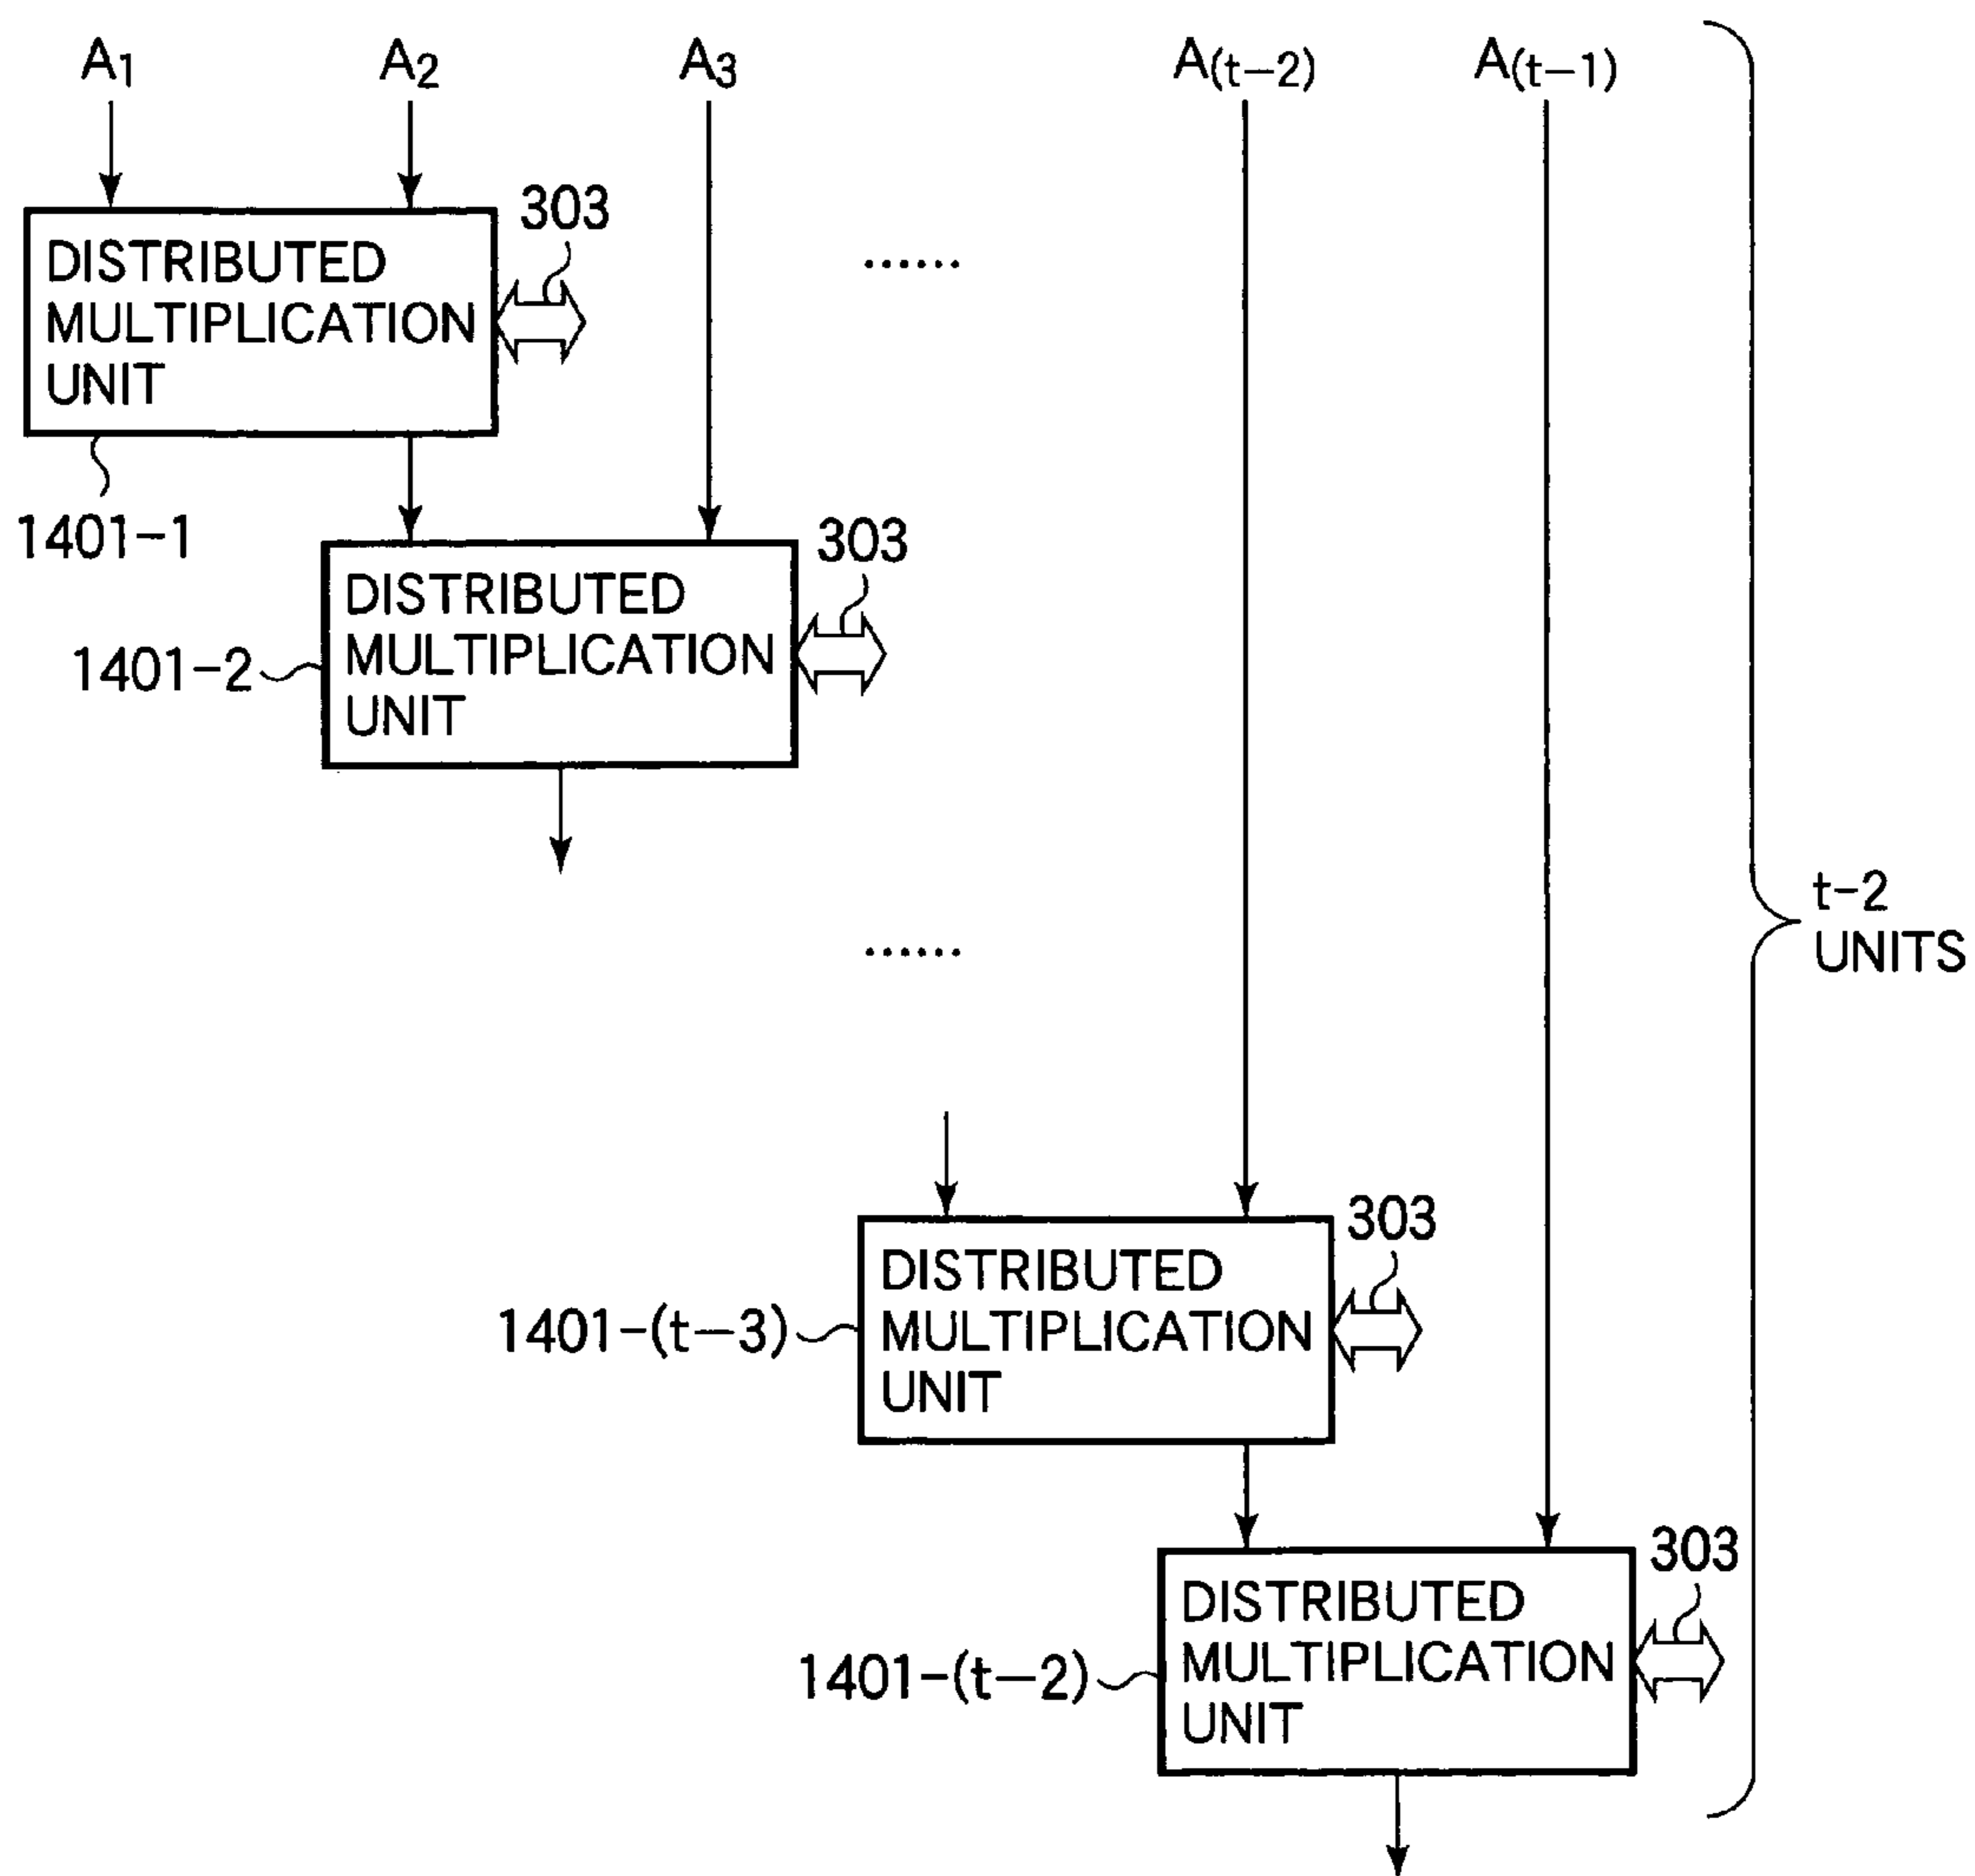 A1 A2 A3 A(t-2) A(t-1)
303
DISTRIBUTED
MULTIPLICATION
UNIT
......
1401-1
303
DISTRIBUTED
MULTIPLICATION
UNIT
1401-2
t-2
UNITS
......
303
DISTRIBUTED
MULTIPLICATION
UNIT
1401-(t-3)
303
DISTRIBUTED
MULTIPLICATION
UNIT
1401-(t-2)